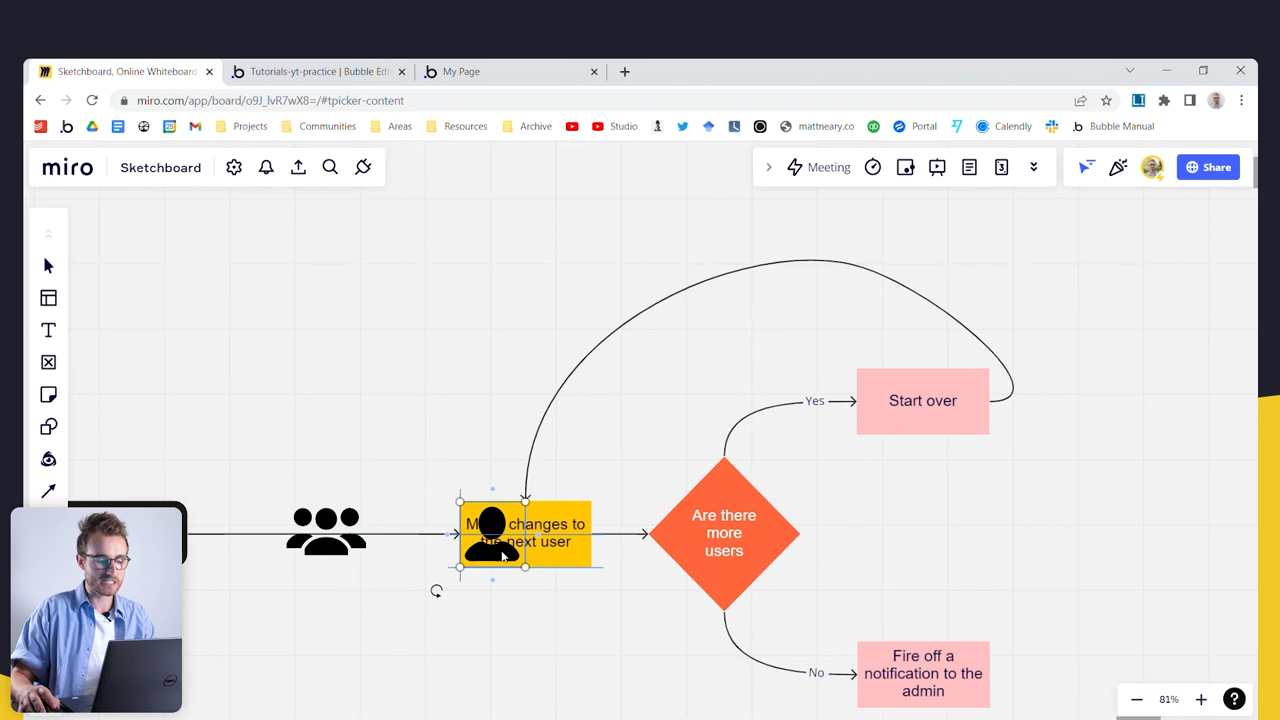 Sketchboard, Online Whiteboard
Tutorials-yt-practice | Bubble Edi
My Page
miro.com/app/board/o9J_lvR7wX8=/#tpicker-content
Projects
Communities
Areas
Resources
Archive
Studio
mattneary.co
Portal
Calendly
Bubble Manual
miro
Sketchboard
Meeting
3
Share
Yes
Start over
changes to
next user
Are there
more
users
No
Fire off a
notification to the
admin
81%